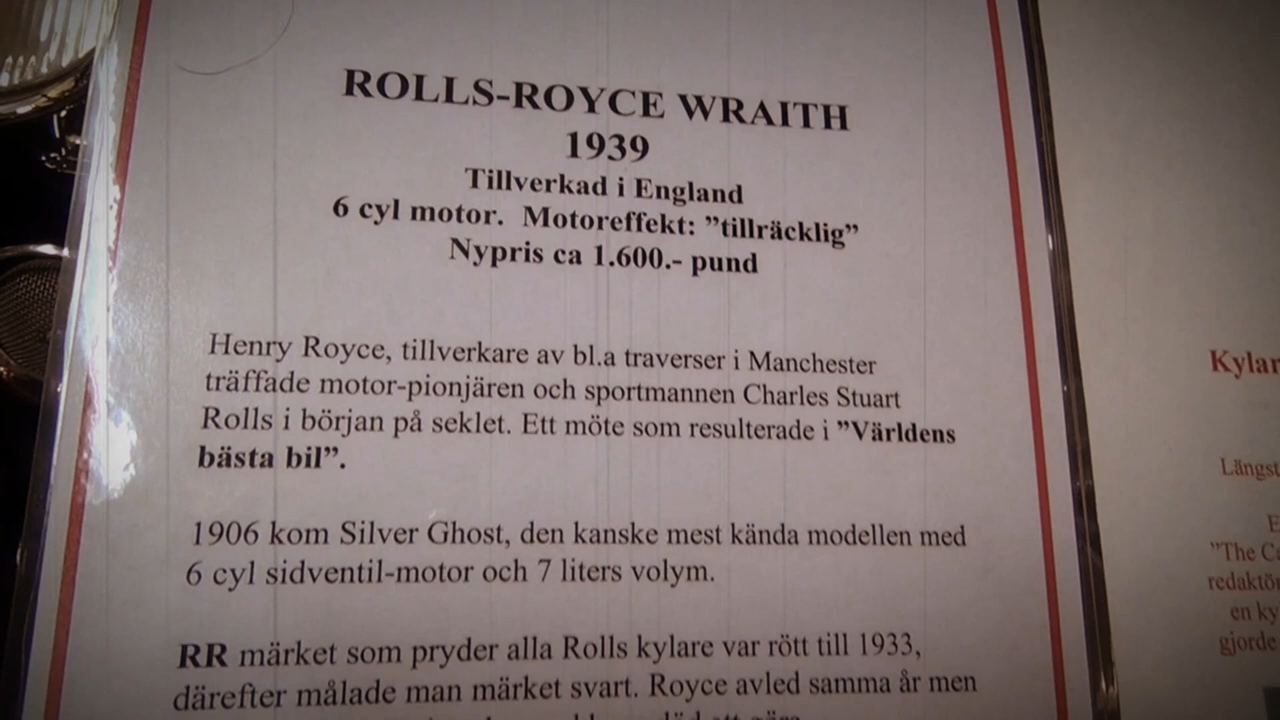 ROLLS-ROYCE WRAITH
1939
Tillverkad i England
6 cyl motor. Motoreffekt: ”tillräcklig”
Nypris ca 1.600.- pund
Henry Royce, tillverkare av bl.a traverser i Manchester
träffade motor-pionjären och sportmannen Charles Stuart
Rolls i början på seklet. Ett möte som resulterade i ”Världens
bästa bil”.
1906 kom Silver Ghost, den kanske mest kända modellen med
6 cyl sidventil-motor och 7 liters volym.
RR märket som pryder alla Rolls kylare var rött till 1933,
därefter målade man märket svart. Royce avled samma år men
Kylar
Längst
”The
redaktör
en ky
gjorde